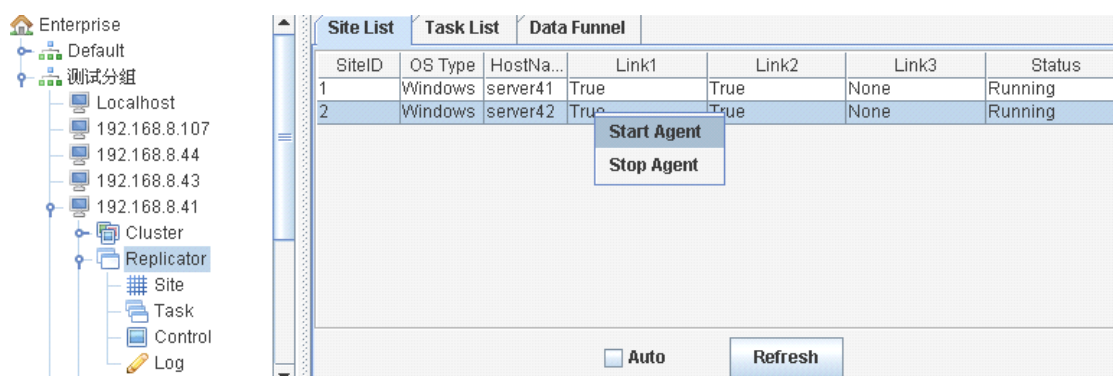 Enterprise
Default
测试分组
Localhost
192.168.8.107
192.168.8.44
192.168.8.43
192.168.8.41
Cluster
Replicator
Site
Task
Control
Log
Site List Task List Data Funnel
SiteID OS Type HostNa... Link1 Link2 Link3 Status
1 Windows server41 True True None Running
2 Windows server42 True True None Running
Start Agent
Stop Agent
Auto Refresh